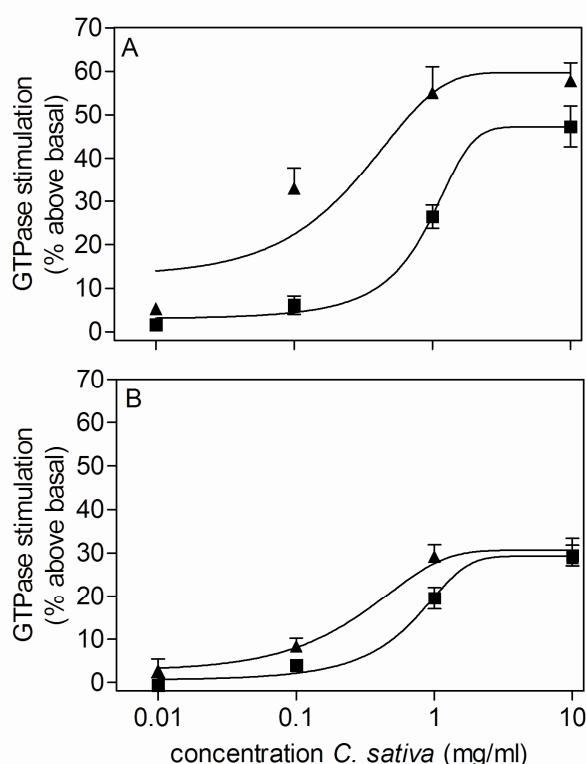 A
GTPase stimulation
(% above basal)
70
60
50
40
30
20
10
0
B
GTPase stimulation
(% above basal)
70
60
50
40
30
20
10
0
0.01 0.1 1 10
concentration C. sativa (mg/ml)